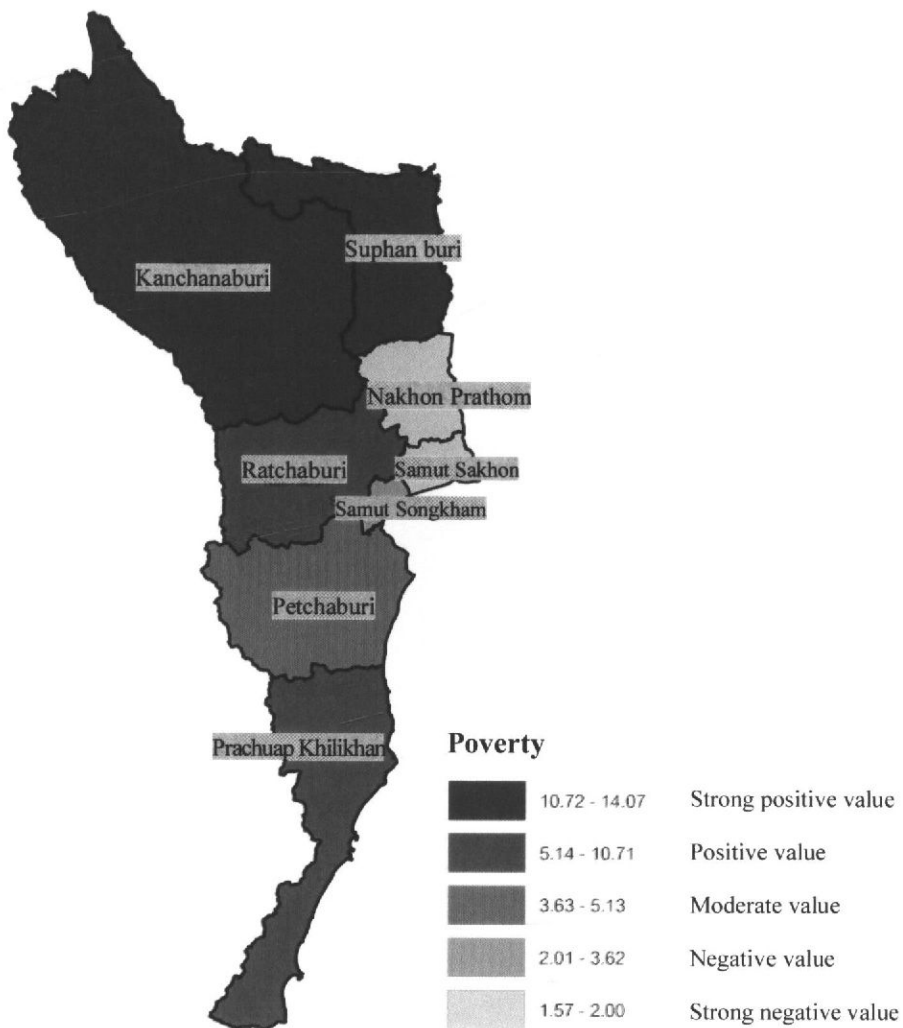 Suphan buri
Kanchanaburi
Nakhon Prathom
Ratchaburi
Samut Sakhon
Samut Songkham
Petchaburi
Prachuap Khilikhan
Poverty
10.72 - 14.07 Strong positive value
5.14 - 10.71 Positive value
3.63 - 5.13 Moderate value
2.01 - 3.62 Negative value
1.57 - 2.00 Strong negative value